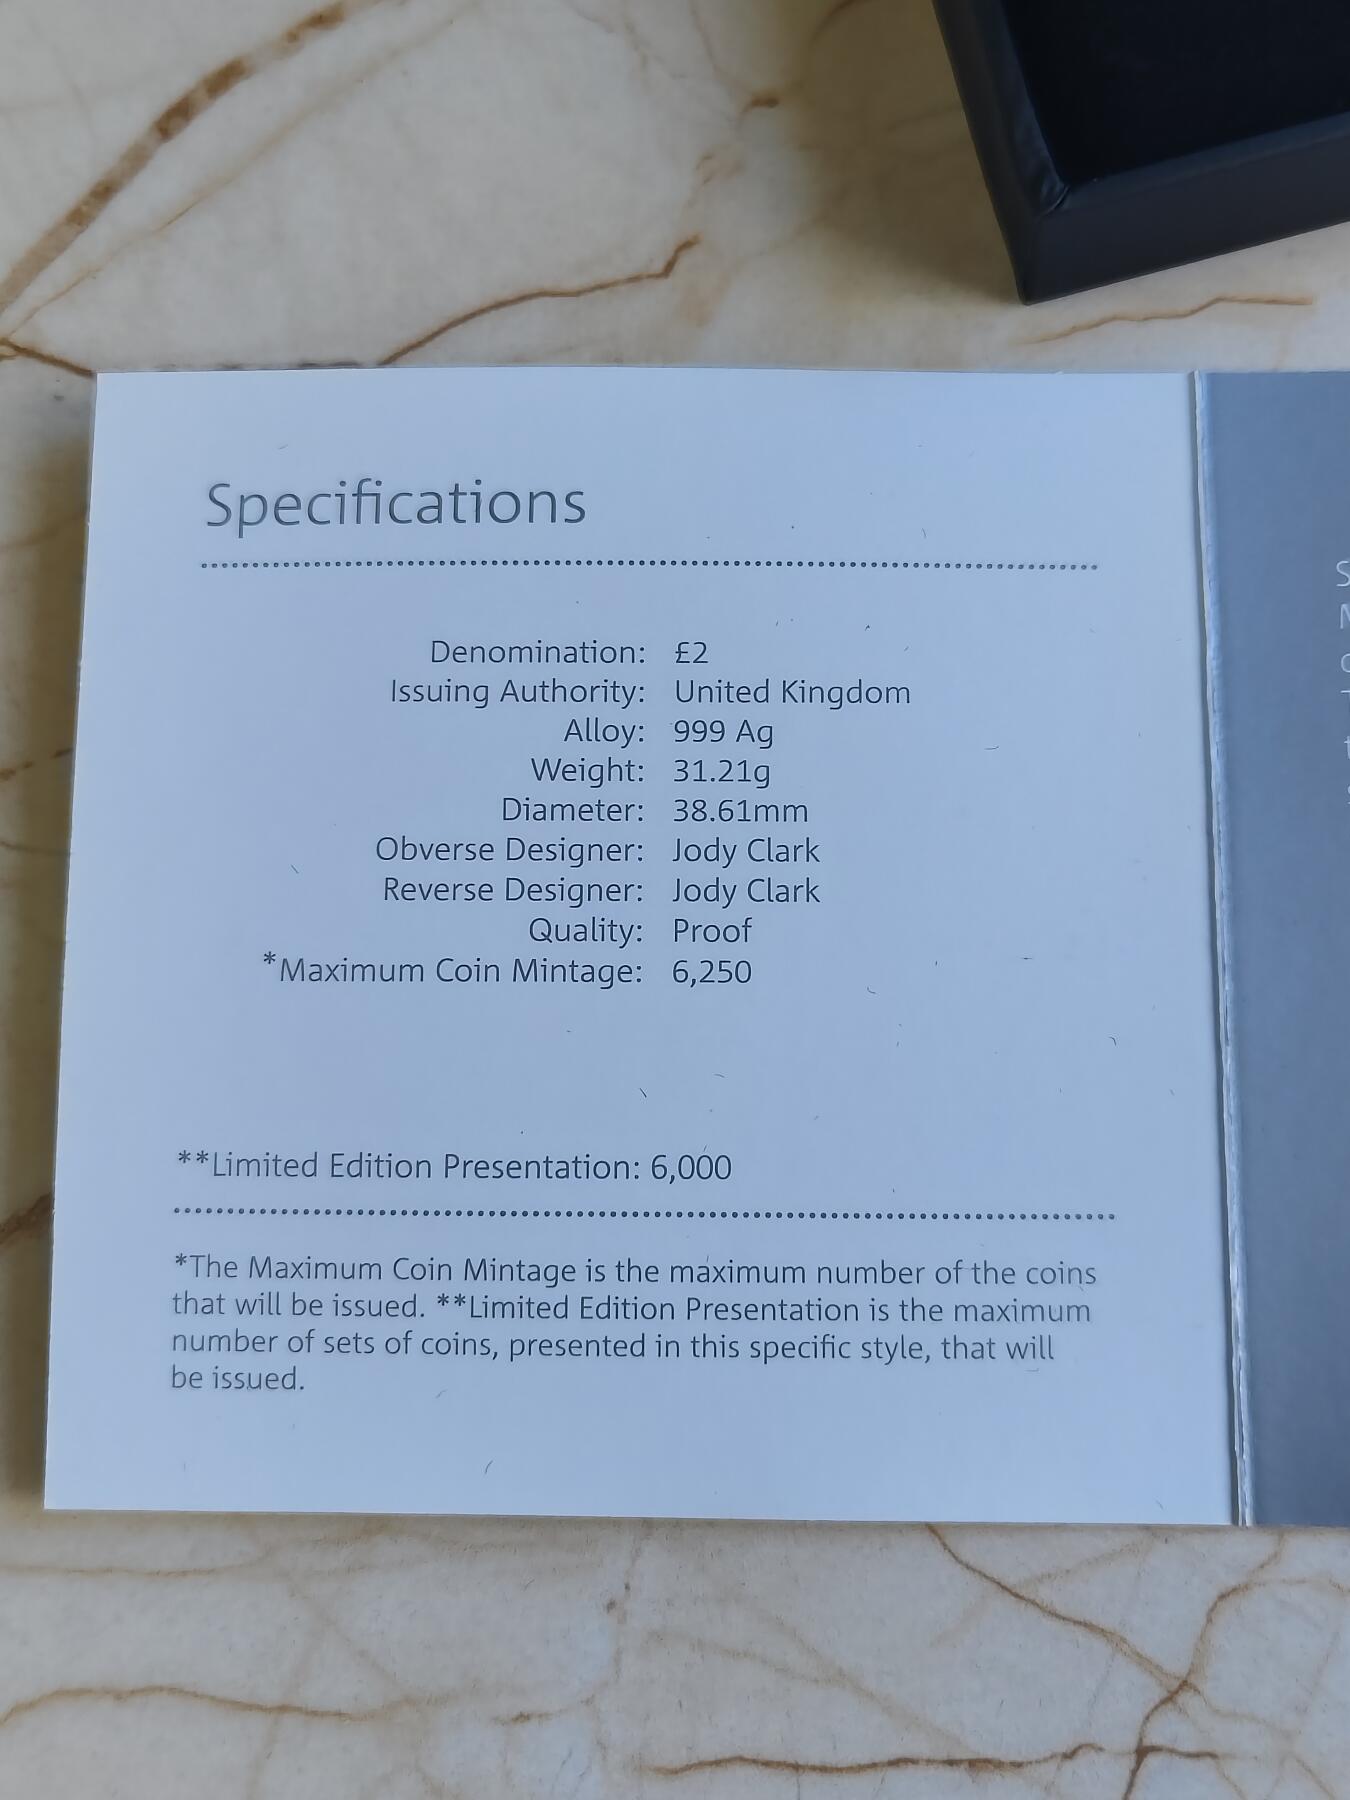 Specifications
Denomination: £2
Issuing Authority: United Kingdom
Alloy: 999 Ag
Weight: 31.21g
Diameter: 38.61mm
Obverse Designer: Jody Clark
Reverse Designer: Jody Clark
Quality: Proof
*Maximum Coin Mintage: 6,250
**Limited Edition Presentation: 6,000
*The Maximum Coin Mintage is the maximum number of the coins
that will be issued. **Limited Edition Presentation is the maximum
number of sets of coins, presented in this specific style, that will
be issued.